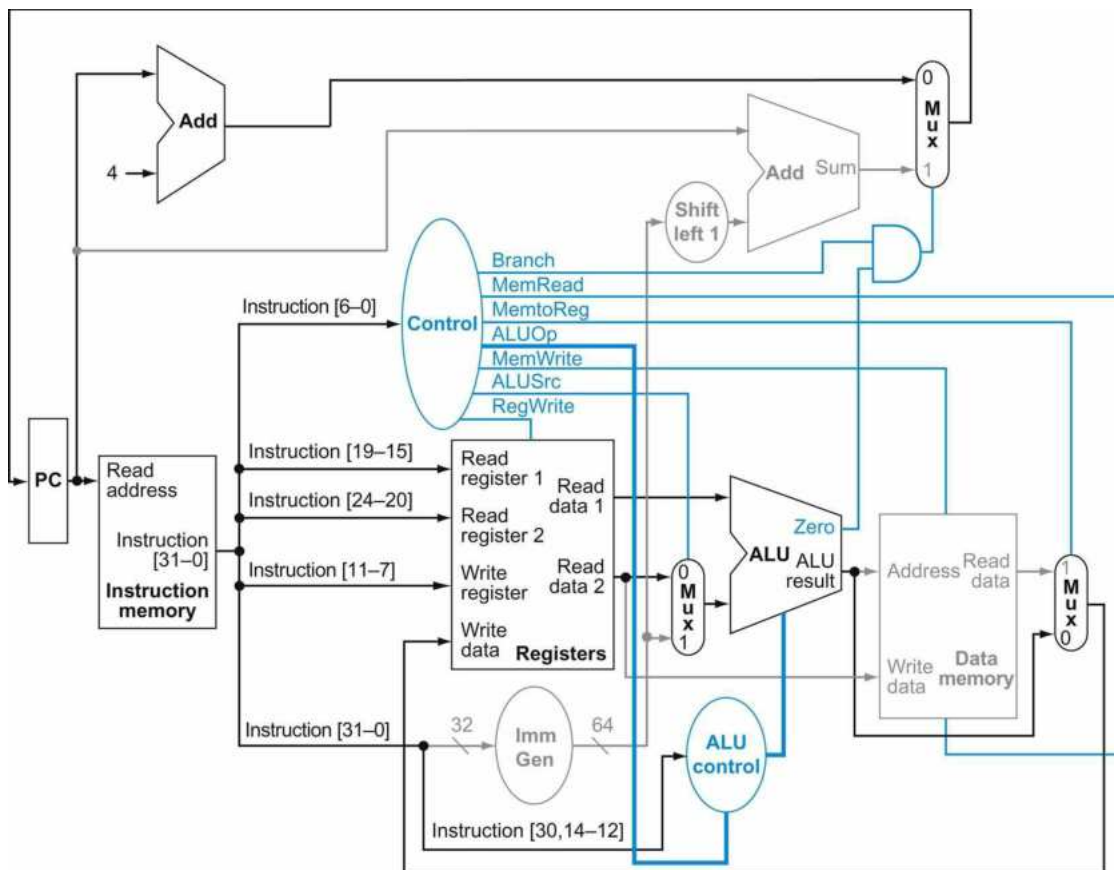 0
Mux
1
Add
4
Add Sum
Shift
left 1
Branch
MemRead
Instruction [6–0]
MemtoReg
Control
ALUOp
MemWrite
ALUSrc
RegWrite
PC
Read
address
Instruction
[31–0]
Instruction
memory
Instruction [19–15]
Instruction [24–20]
Instruction [11–7]
Read
register 1
Read
register 2
Write
register
Write
data
Read
data 1
Read
data 2
Registers
0
Mux
1
Zero
ALU
ALU
result
Address
Read
data
Write
data
Data
memory
1
Mux
0
Instruction [31–0]
32
Imm
Gen
64
ALU
control
Instruction [30,14–12]